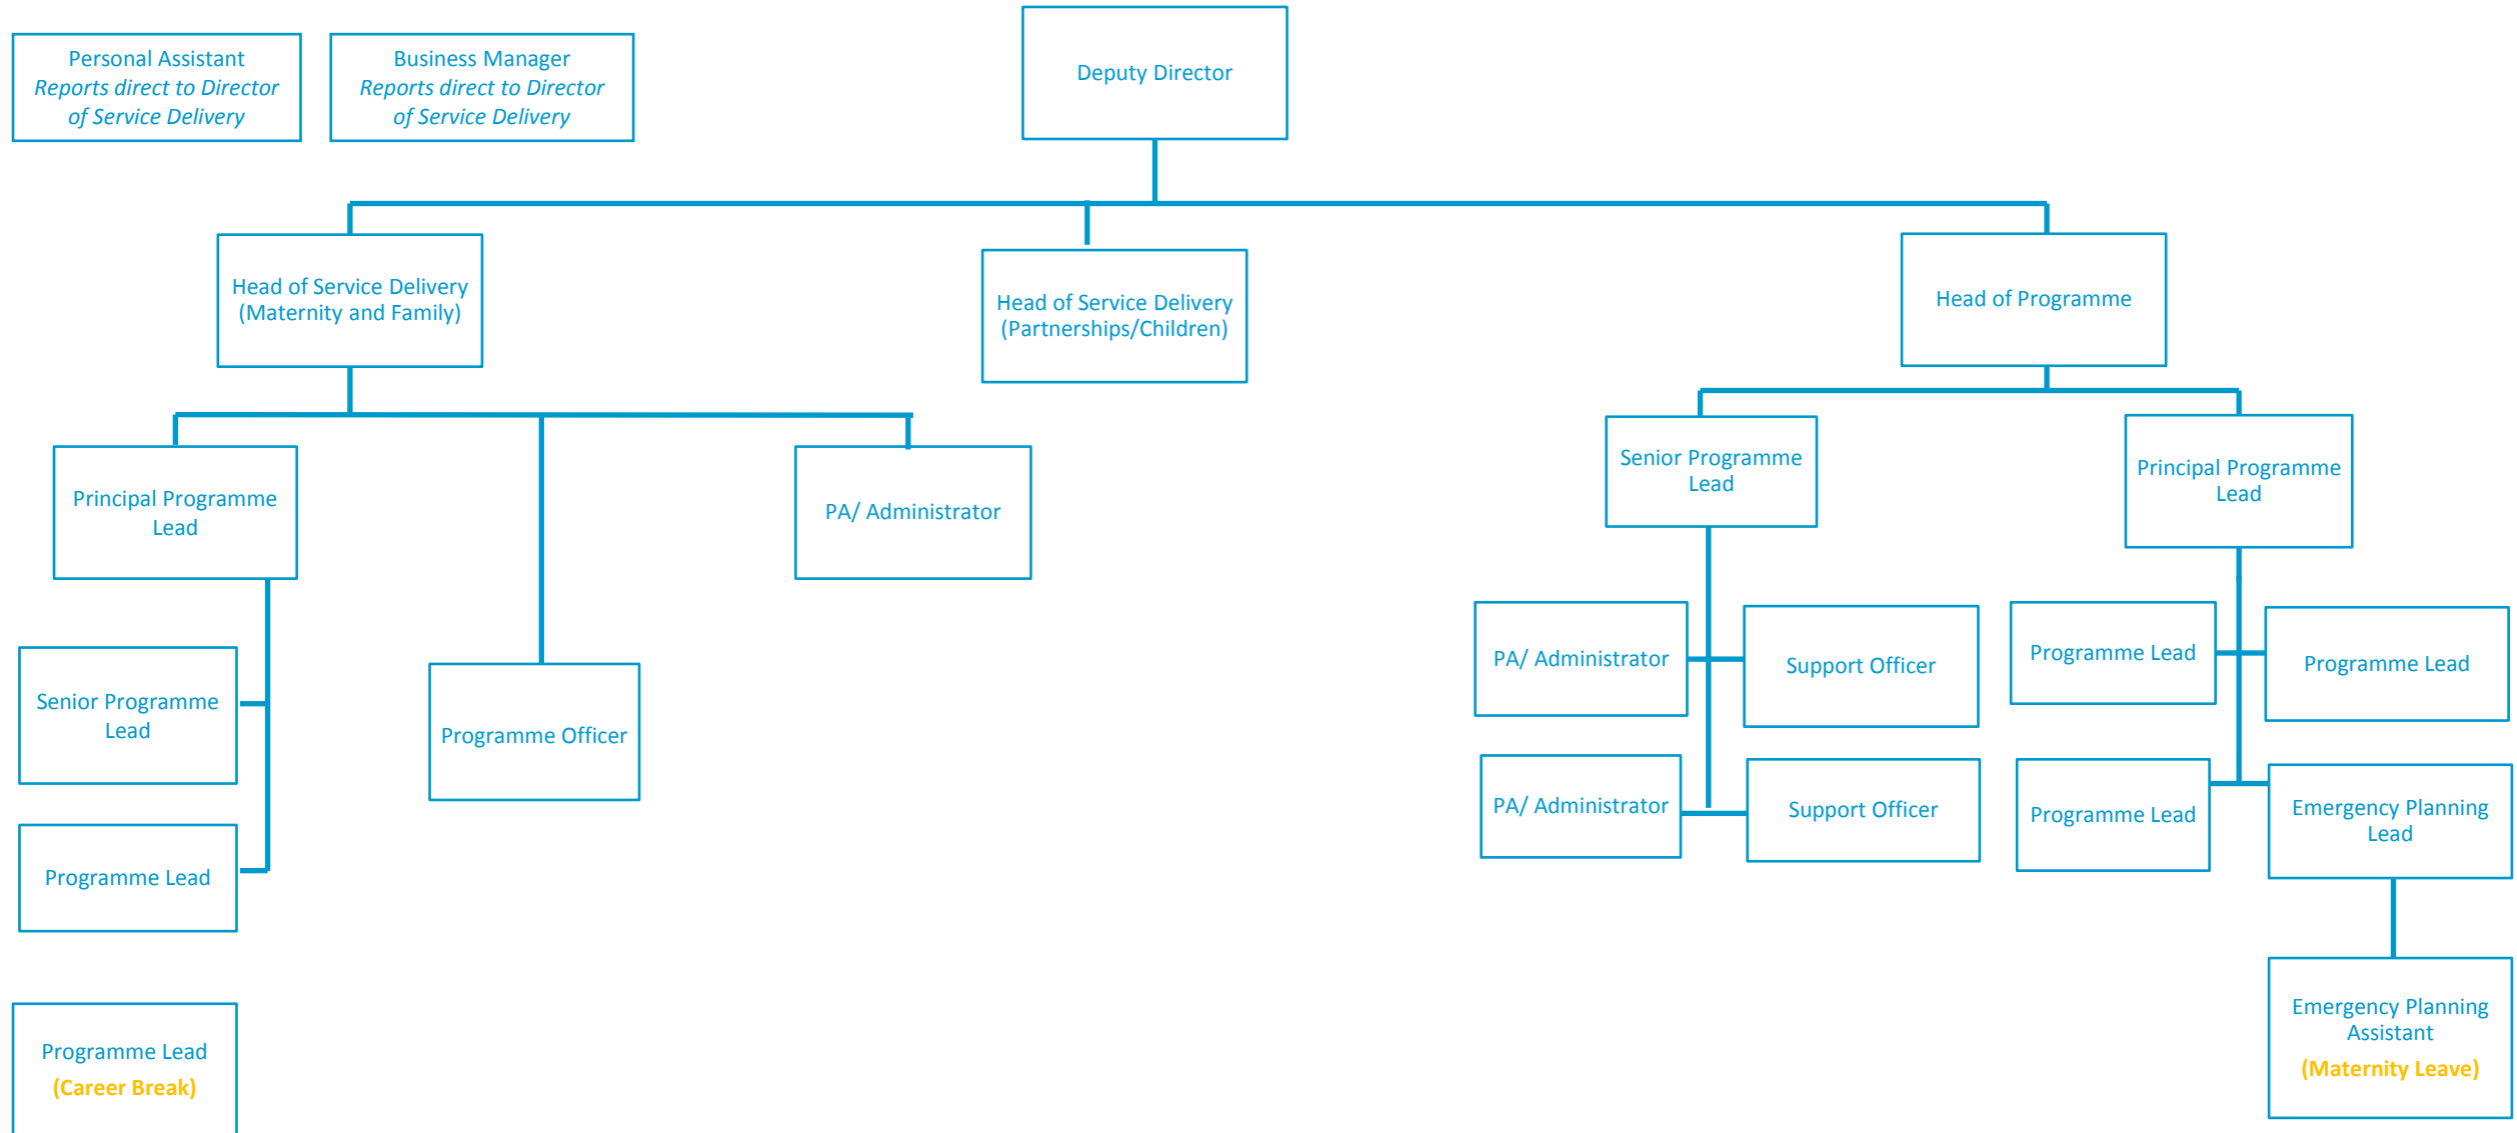 Personal Assistant
Reports direct to Director
of Service Delivery
Business Manager
Reports direct to Director
of Service Delivery
Deputy Director
Head of Service Delivery
(Maternity and Family)
Head of Service Delivery
(Partnerships/Children)
Head of Programme
Principal Programme
Lead
PA/ Administrator
Senior Programme
Lead
Principal Programme
Lead
Senior Programme
Lead
Programme Officer
PA/ Administrator
Support Officer
Programme Lead
Programme Lead
Programme Lead
PA/ Administrator
Support Officer
Programme Lead
Emergency Planning
Lead
Programme Lead
(Career Break)
Emergency Planning
Assistant
(Maternity Leave)